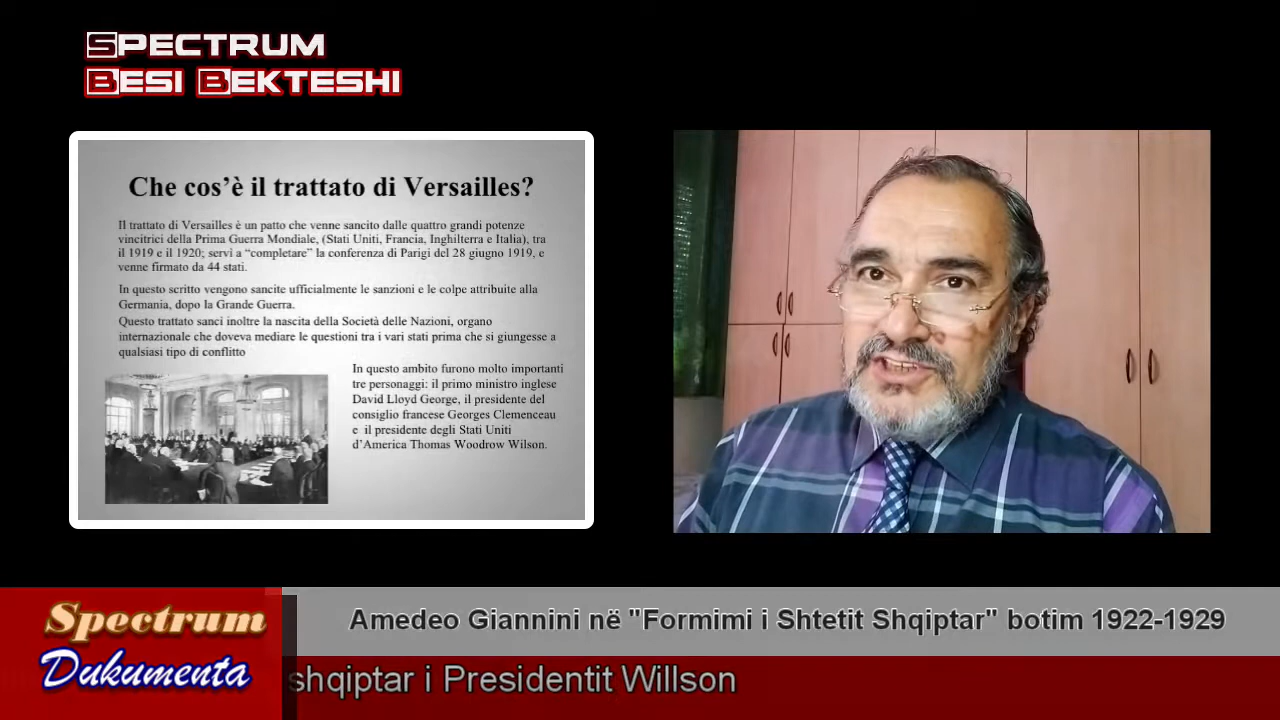 SPECTRUM
BESI BEKTESHI
Che cos'è il trattato di Versailles?
Il trattato di Versailles è un patto che venne sancito dalle quattro grandi potenze
vincitrici della Prima Guerra Mondiale, (Stati Uniti, Francia, Inghilterra e Italia), tra
il 1919 e il 1920; servì a “completare” la conferenza di Parigi del 28 giugno 1919, e
venne firmato da 44 stati.
In questo scritto vengono sancite ufficialmente le sanzioni e le colpe attribuite alla
Germania, dopo la Grande Guerra.
Questo trattato sancì inoltre la nascita della Società delle Nazioni, organo
internazionale che doveva mediare le questioni tra i vari stati prima che si giungesse a
qualsiasi tipo di conflitto
In questo ambito furono molto importanti
tre personaggi: il primo ministro inglese
David Lloyd George, il presidente del
consiglio francese Georges Clemenceau
e il presidente degli Stati Uniti
d'America Thomas Woodrow Wilson.
Spectrum
Dukumenta
Amedeo Giannini në "Formimi i Shtetit Shqiptar" botim 1922-1929
shqiptar i Presidentit Willson